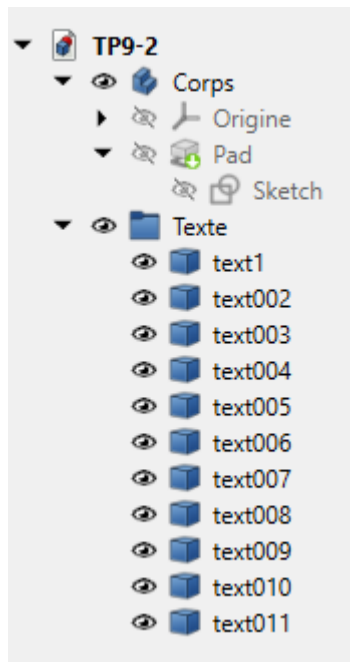 TP9-2
Corps
Origine
Pad
Sketch
Texte
text1
text002
text003
text004
text005
text006
text007
text008
text009
text010
text011